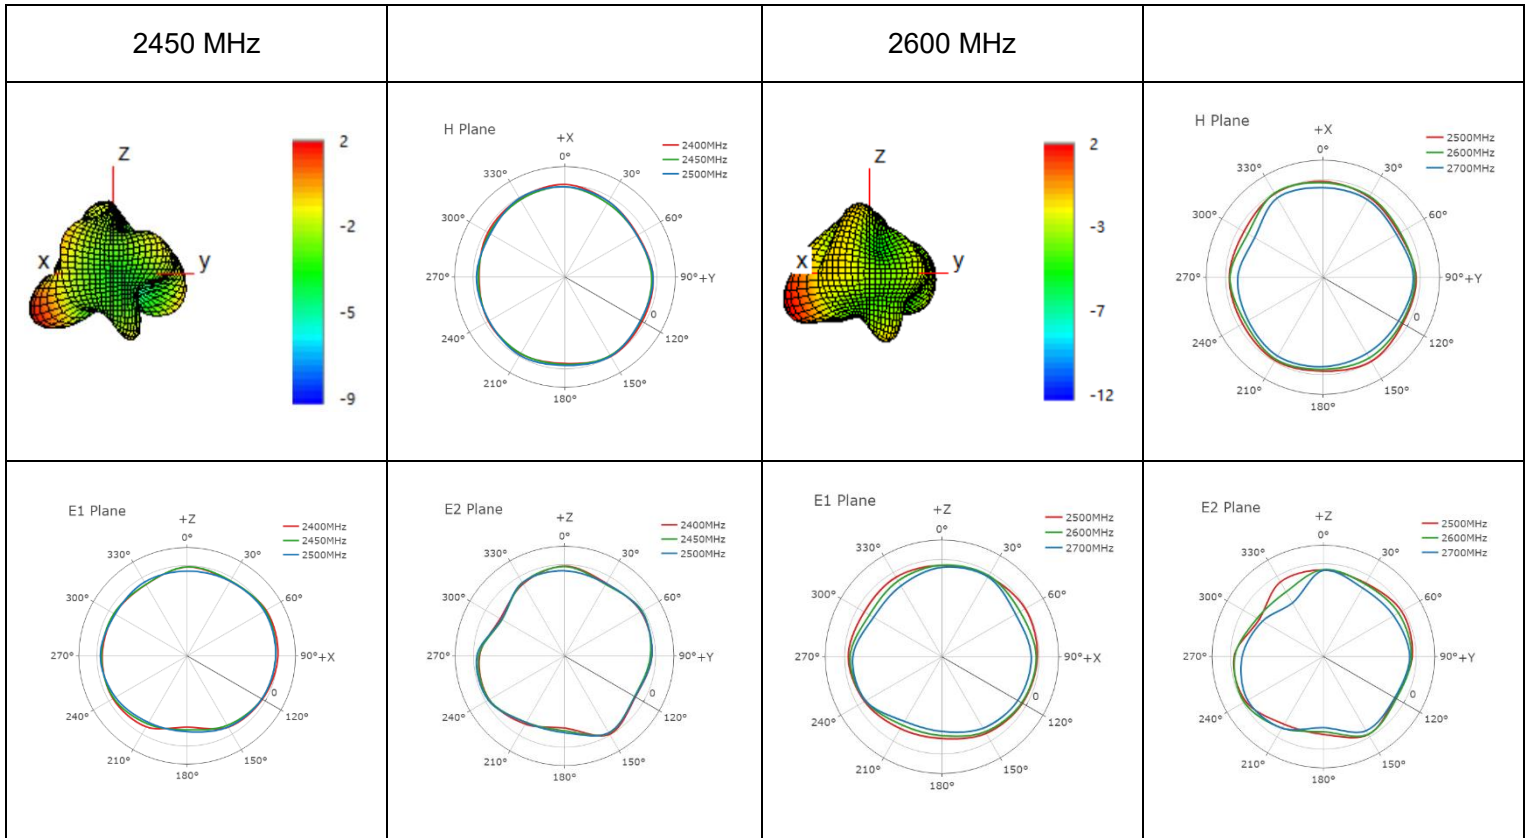 2450 MHz
2600 MHz
z
x
y
2
-2
-5
-9
H Plane
+X
0°
30°
60°
90°+Y
0
120°
150°
180°
210°
240°
270°
300°
330°
2400MHz
2450MHz
2500MHz
z
x
y
2
-3
-7
-12
H Plane
+X
0°
30°
60°
90°+Y
0
120°
150°
180°
210°
240°
270°
300°
330°
2500MHz
2600MHz
2700MHz
E1 Plane
+Z
0°
30°
60°
90°+X
0
120°
150°
180°
210°
240°
270°
300°
330°
2400MHz
2450MHz
2500MHz
E2 Plane
+Z
0°
30°
60°
90°+Y
0
120°
150°
180°
210°
240°
270°
300°
330°
2400MHz
2450MHz
2500MHz
E1 Plane
+Z
0°
30°
60°
90°+X
0
120°
150°
180°
210°
240°
270°
300°
330°
2500MHz
2600MHz
2700MHz
E2 Plane
+Z
0°
30°
60°
90°+Y
0
120°
150°
180°
210°
240°
270°
300°
330°
2500MHz
2600MHz
2700MHz